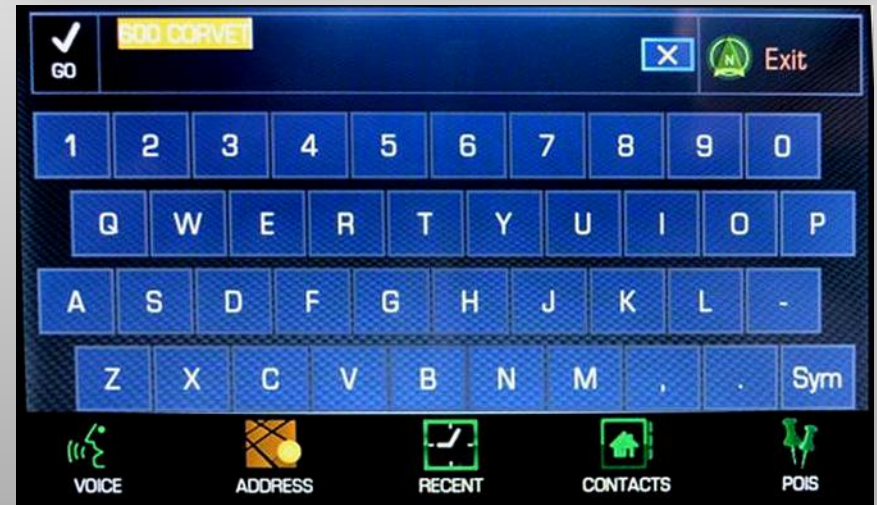 600 CORVET
GO
N
Exit
1 2 3 4 5 6 7 8 9 0
Q W E R T Y U I O P
A S D F G H J K L -
Z X C V B N M , . Sym
VOICE ADDRESS RECENT CONTACTS POIS